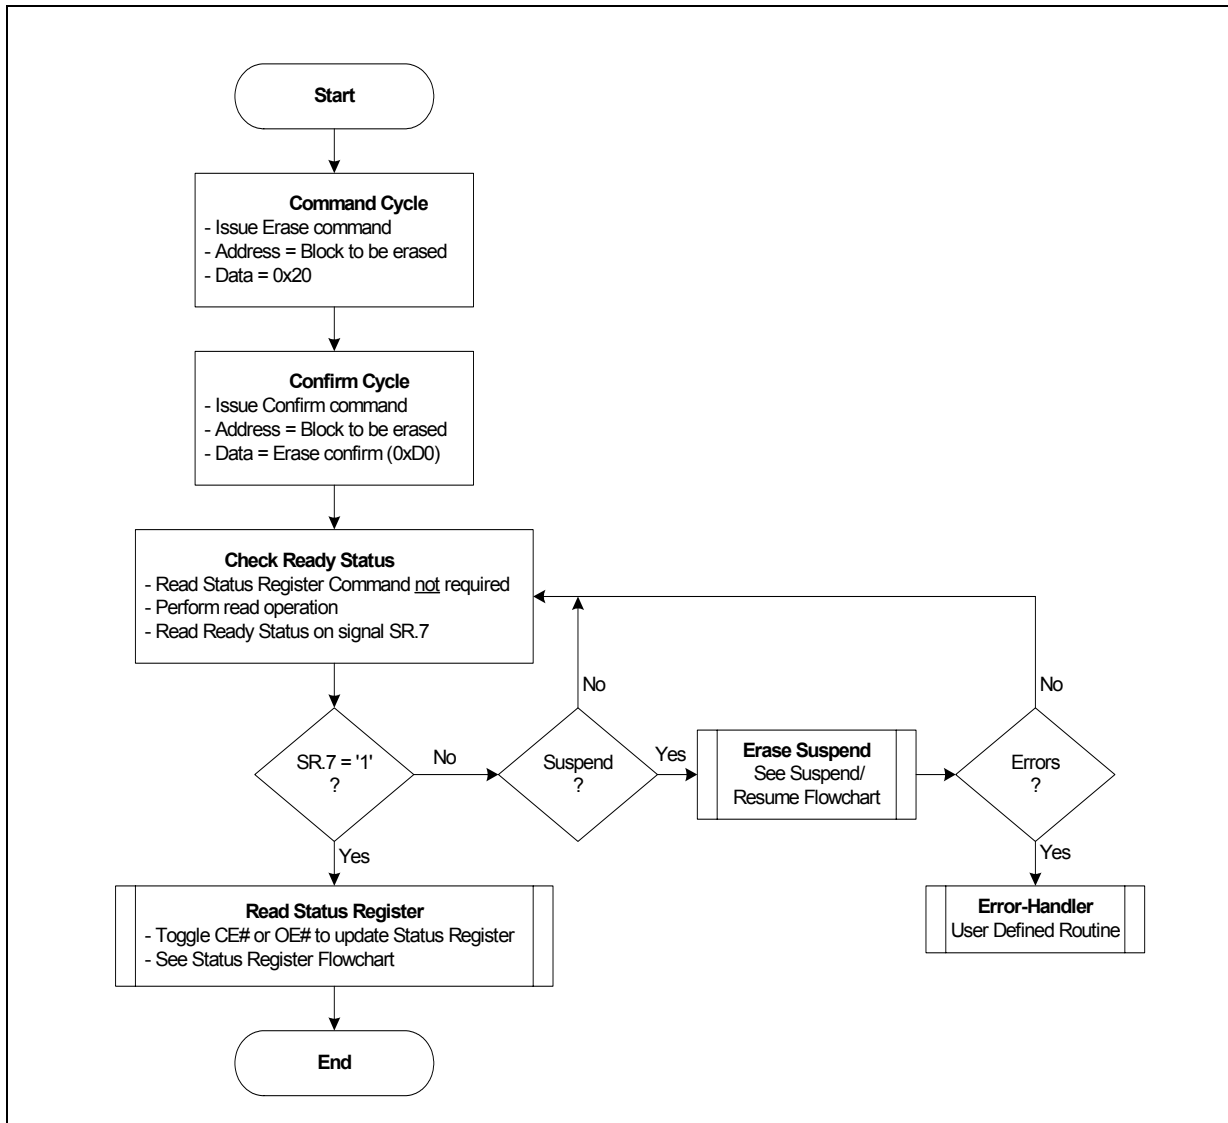 Start
Command Cycle
- Issue Erase command
- Address = Block to be erased
- Data = 0x20
Confirm Cycle
- Issue Confirm command
- Address = Block to be erased
- Data = Erase confirm (0xD0)
Check Ready Status
- Read Status Register Command not required
- Perform read operation
- Read Ready Status on signal SR.7
No
No
SR.7 = '1'
?
No
Suspend
?
Yes
Erase Suspend
See Suspend/
Resume Flowchart
Errors
?
Yes
Yes
Read Status Register
- Toggle CE# or OE# to update Status Register
- See Status Register Flowchart
Error-Handler
User Defined Routine
End